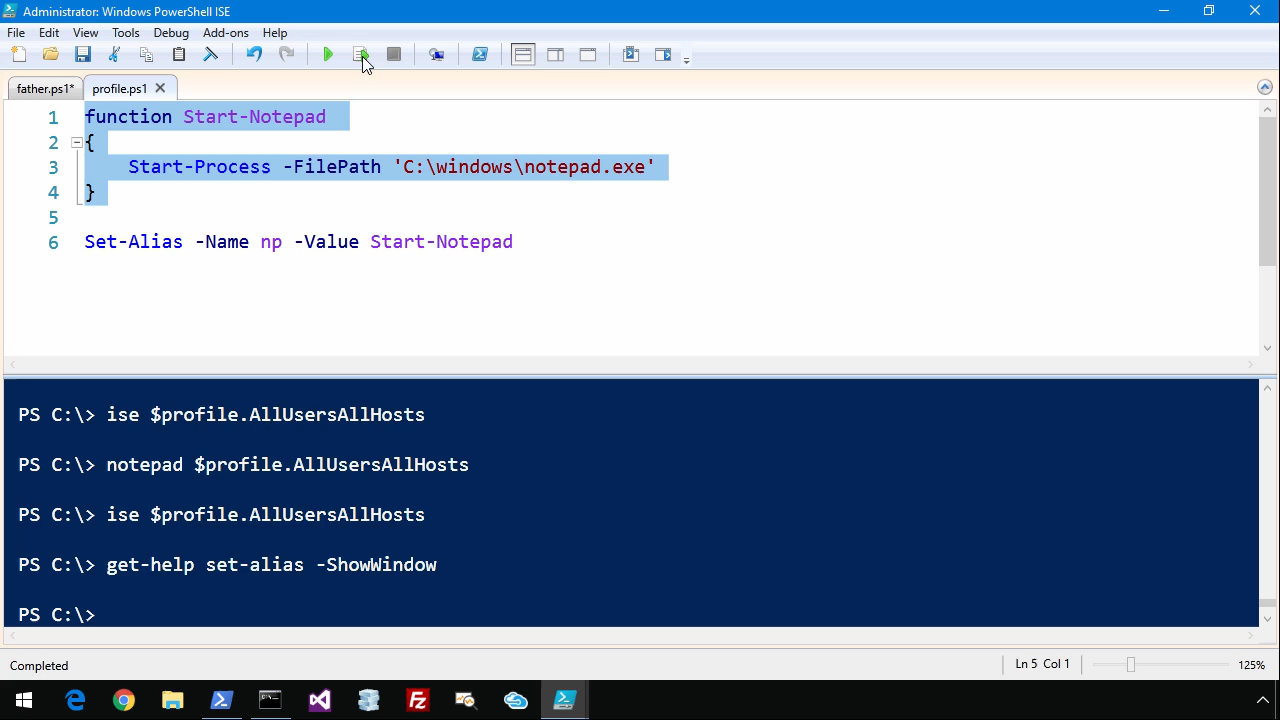 Administrator: Windows PowerShell ISE
File Edit View Tools Debug Add-ons Help
father.ps1* profile.ps1
1 function Start-Notepad
2 {
3 Start-Process -FilePath 'C:\windows\notepad.exe'
4 }
5
6 Set-Alias -Name np -Value Start-Notepad
PS C:\> ise $profile.AllUsersAllHosts
PS C:\> notepad $profile.AllUsersAllHosts
PS C:\> ise $profile.AllUsersAllHosts
PS C:\> get-help set-alias -ShowWindow
PS C:\>
Completed Ln 5 Col 1 125%